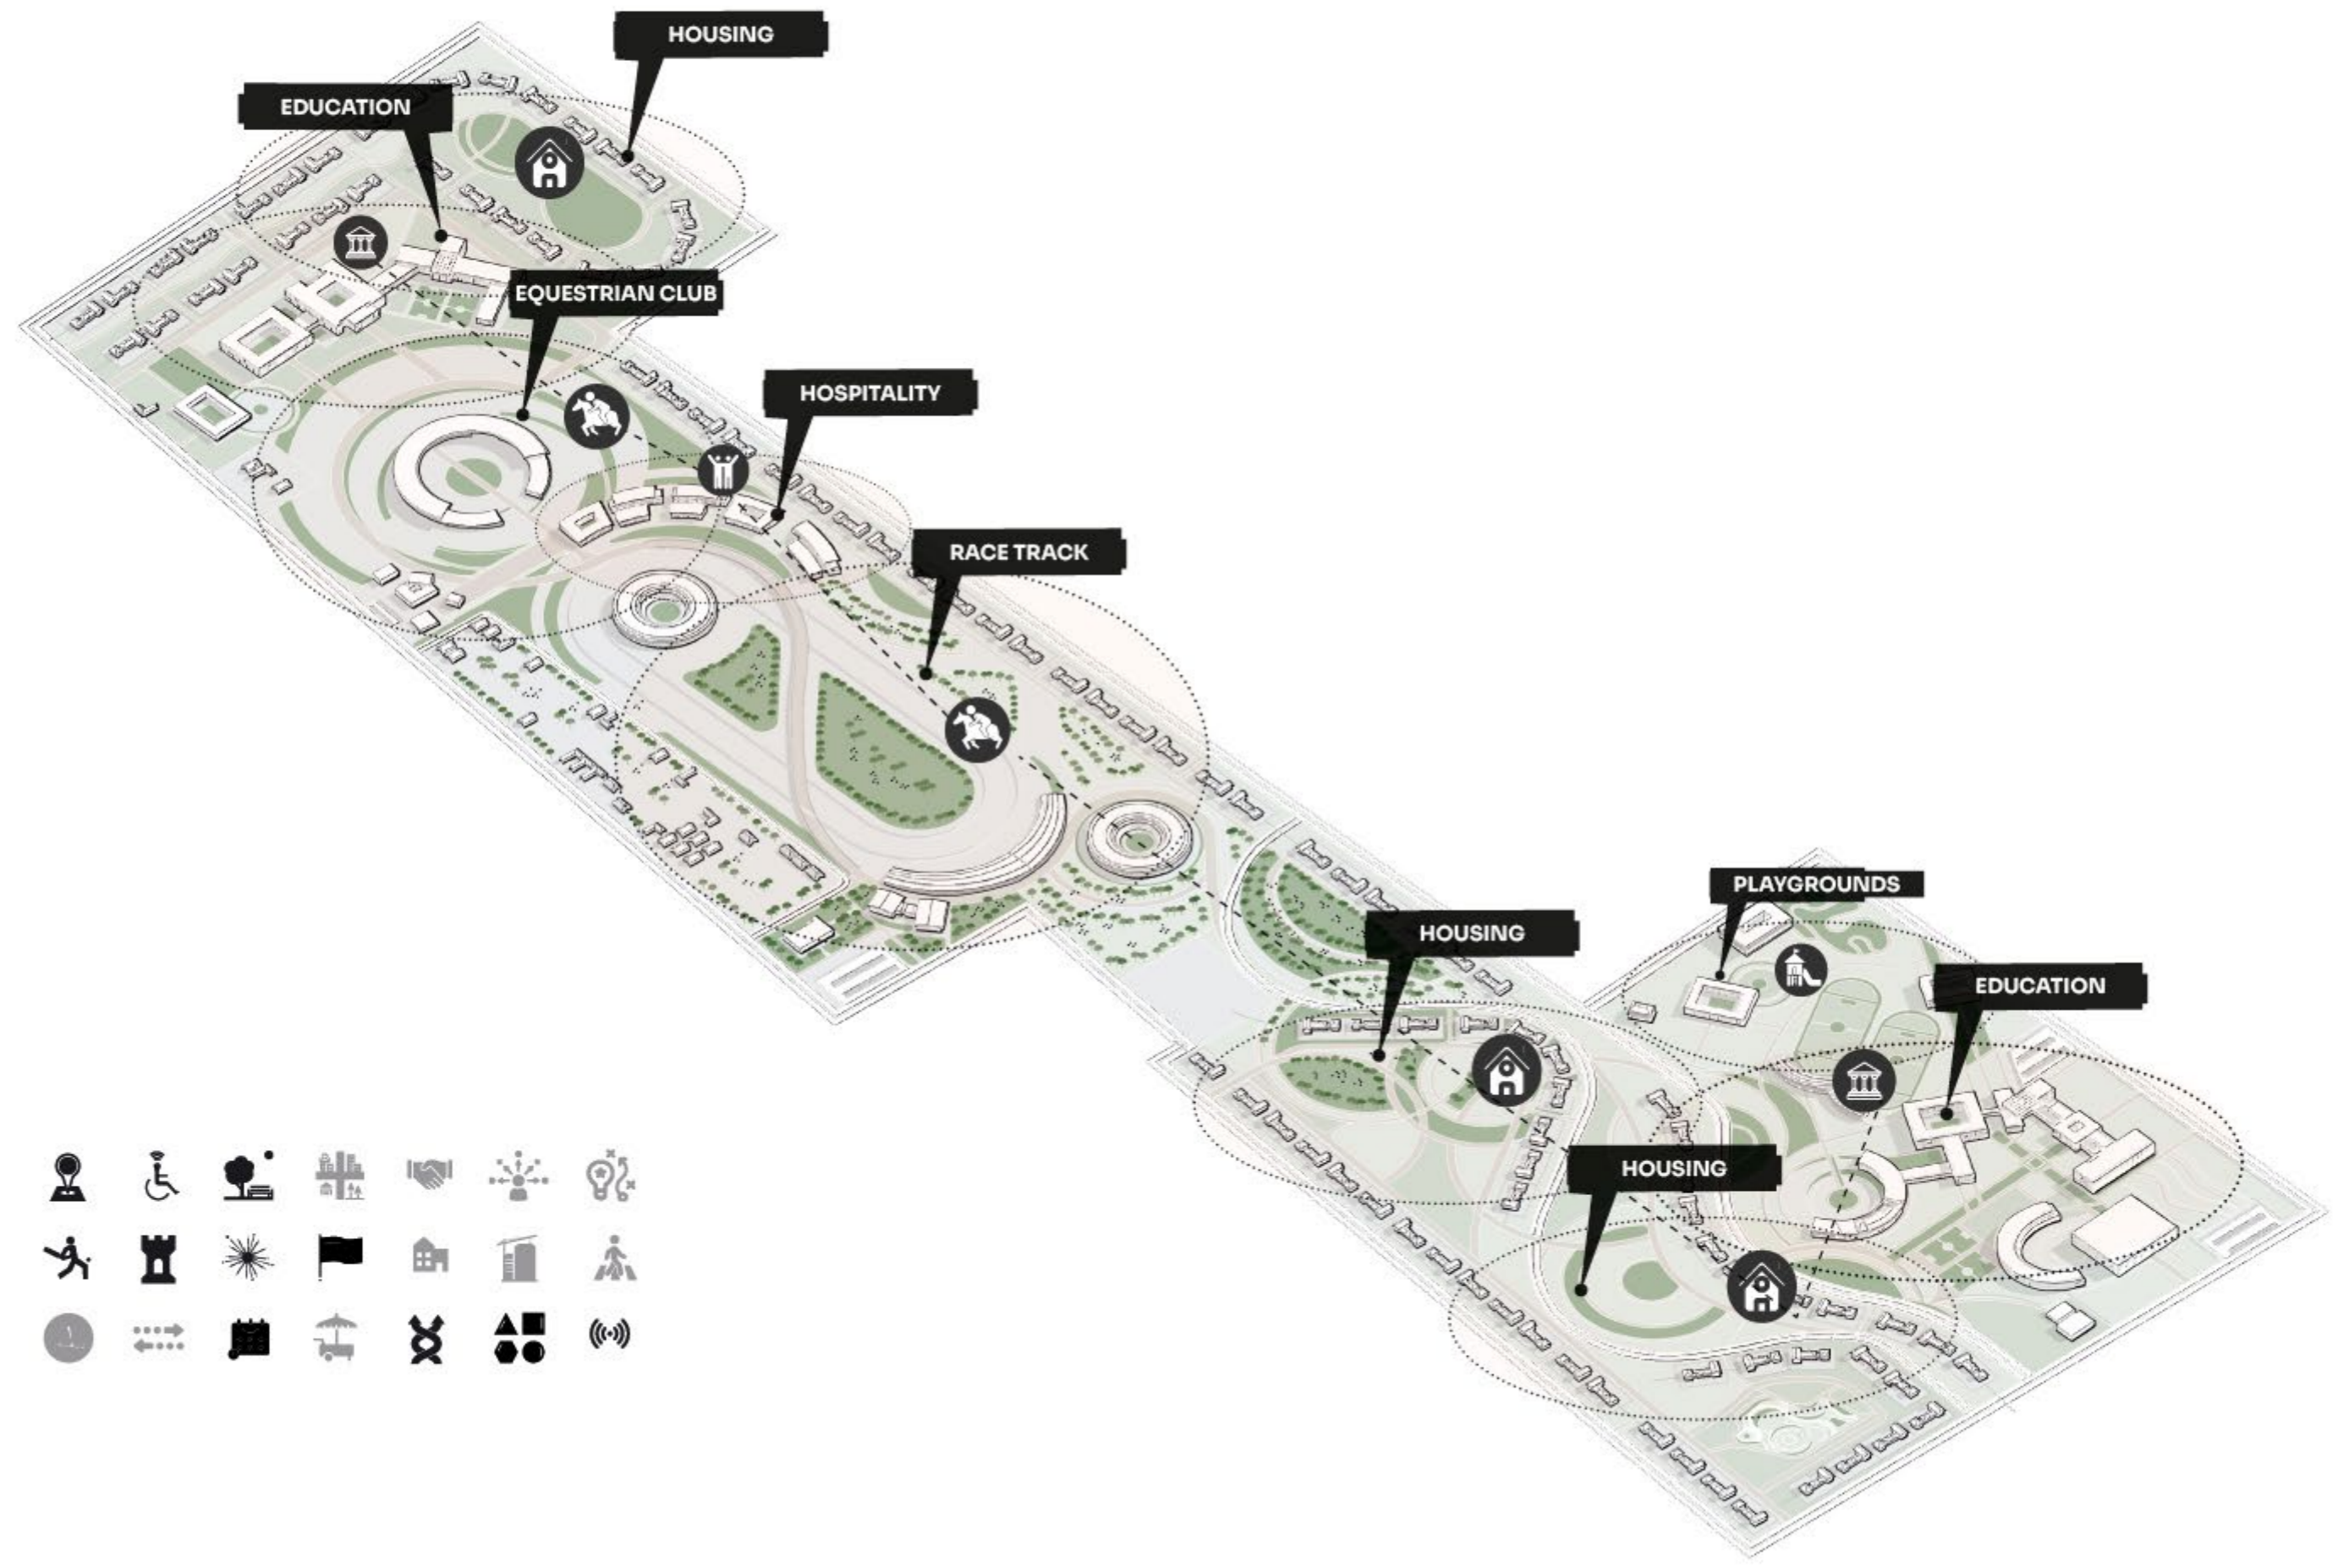 HOUSING
EDUCATION
EQUESTRIAN CLUB
HOSPITALITY
RACE TRACK
PLAYGROUNDS
HOUSING
EDUCATION
HOUSING